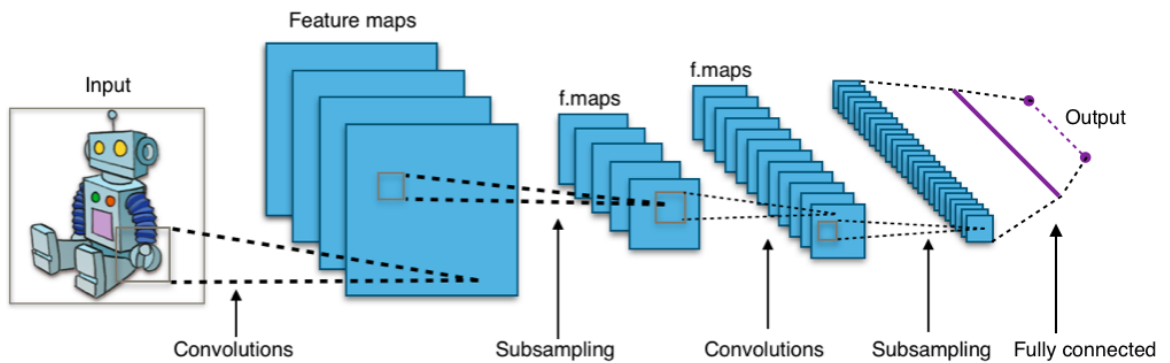 Feature maps
Input
f.maps
f.maps
Output
Convolutions
Subsampling
Convolutions
Subsampling
Fully connected